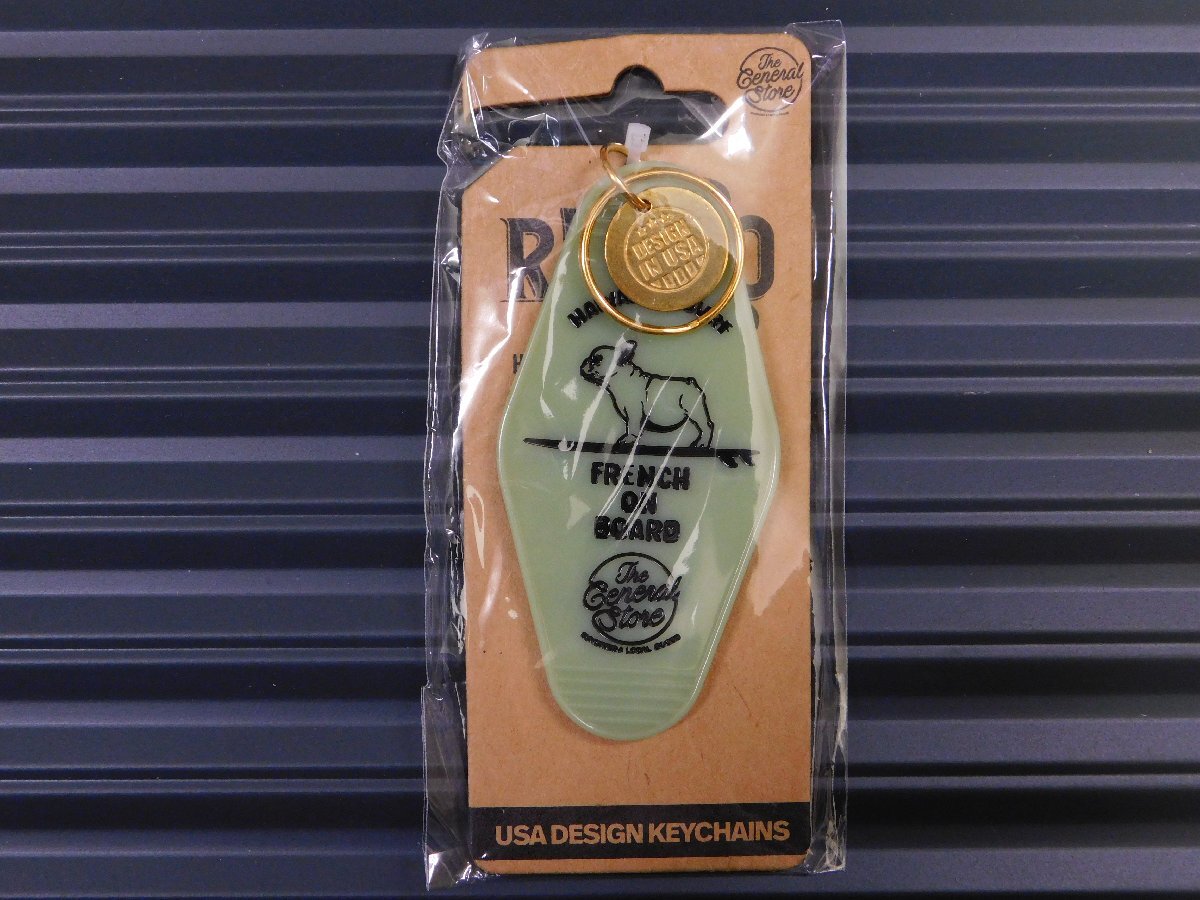 The
General
Store
DESIGN
IN USA
FRENCH
ON
BOARD
The
General
Store
USA DESIGN KEYCHAINS